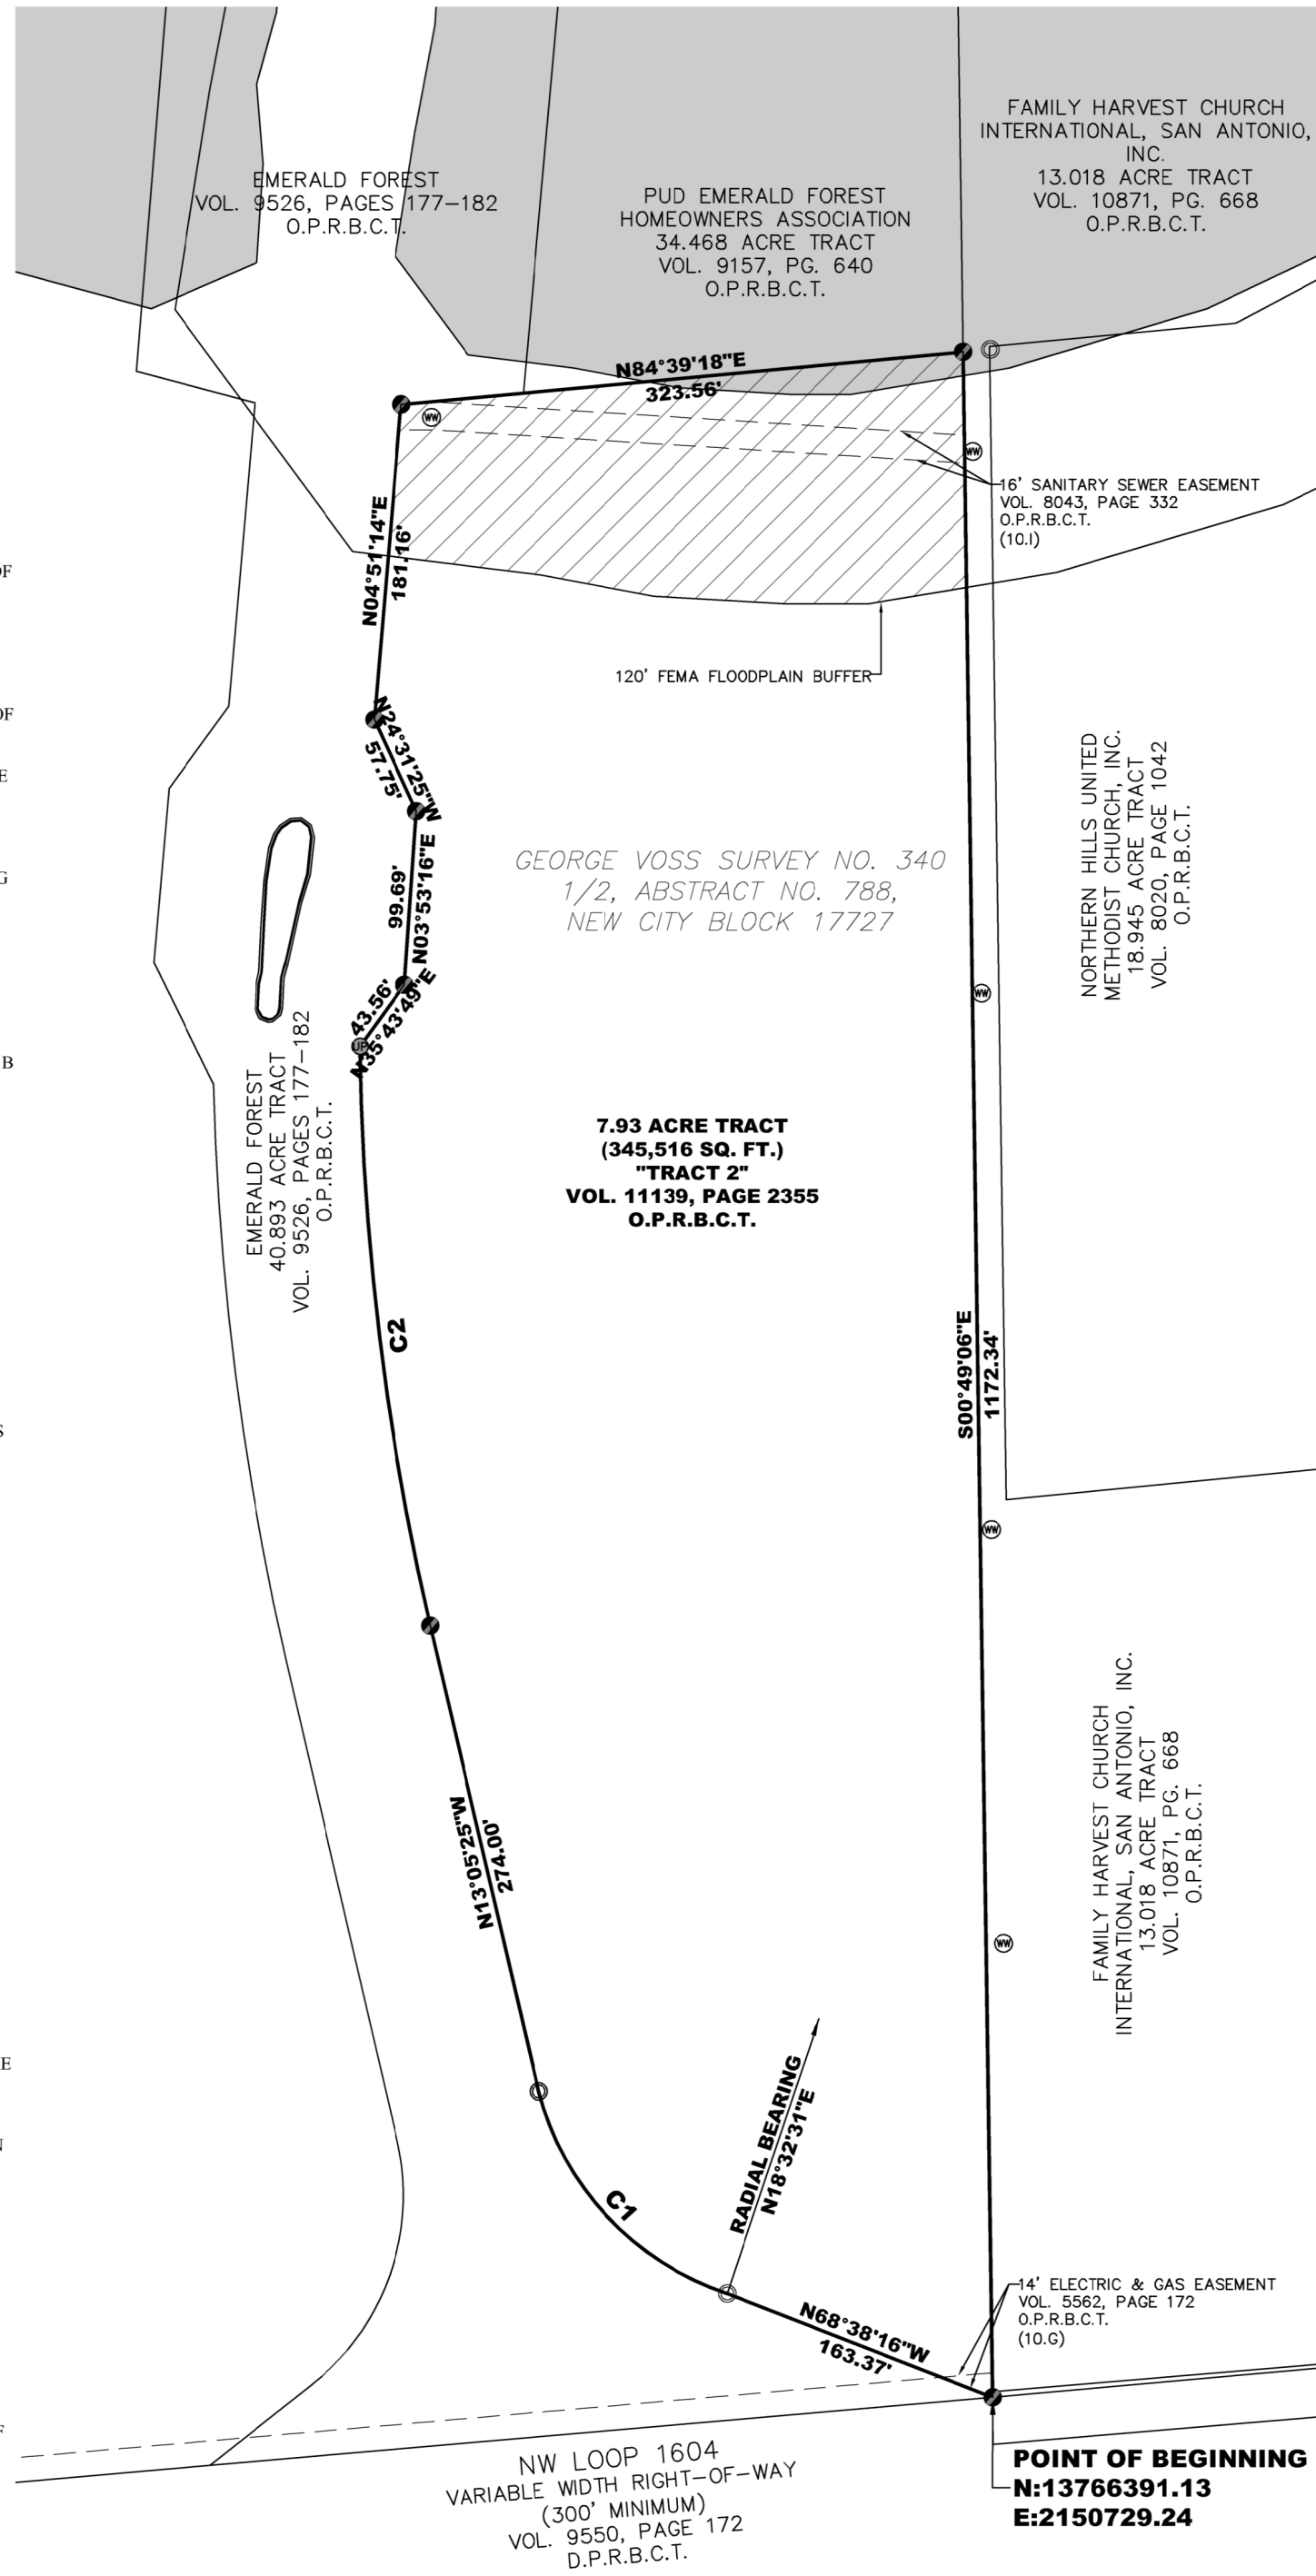 EMERALD FOREST
VOL. 9526, PAGES 177-182
O.P.R.B.C.T.
PUD EMERALD FOREST
HOMEOWNERS ASSOCIATION
34.468 ACRE TRACT
VOL. 9157, PG. 640
O.P.R.B.C.T.
FAMILY HARVEST CHURCH
INTERNATIONAL, SAN ANTONIO,
INC.
13.018 ACRE TRACT
VOL. 10871, PG. 668
O.P.R.B.C.T.
N84°39'18"E
323.56'
WW
WW
16' SANITARY SEWER EASEMENT
VOL. 8043, PAGE 332
O.P.R.B.C.T.
(10.I)
N04°51'14"E
181.16'
OF
120' FEMA FLOODPLAIN BUFFER
OF
E
G
B
S
E
N
F
N24°31'25"W
57.75'
99.69'
N03°53'16"E
43.56'
N35°43'49"E
UP
GEORGE VOSS SURVEY NO. 340
1/2, ABSTRACT NO. 788,
NEW CITY BLOCK 17727
NORTHERN HILLS UNITED
METHODIST CHURCH, INC.
18.945 ACRE TRACT
VOL. 8020, PAGE 1042
O.P.R.B.C.T.
WW
EMERALD FOREST
40.893 ACRE TRACT
VOL. 9526, PAGES 177-182
O.P.R.B.C.T.
7.93 ACRE TRACT
(345,516 SQ. FT.)
"TRACT 2"
VOL. 11139, PAGE 2355
O.P.R.B.C.T.
C2
S00°49'06"E
1172.34'
WW
FAMILY HARVEST CHURCH
INTERNATIONAL, SAN ANTONIO, INC.
13.018 ACRE TRACT
VOL. 10871, PG. 668
O.P.R.B.C.T.
N13°05'25"W
274.00'
WW
RADIAL BEARING
N18°32'31"E
C1
14' ELECTRIC & GAS EASEMENT
VOL. 5562, PAGE 172
O.P.R.B.C.T.
(10.G)
N68°38'16"W
163.37'
NW LOOP 1604
VARIABLE WIDTH RIGHT-OF-WAY
(300' MINIMUM)
VOL. 9550, PAGE 172
D.P.R.B.C.T.
POINT OF BEGINNING
N:13766391.13
E:2150729.24